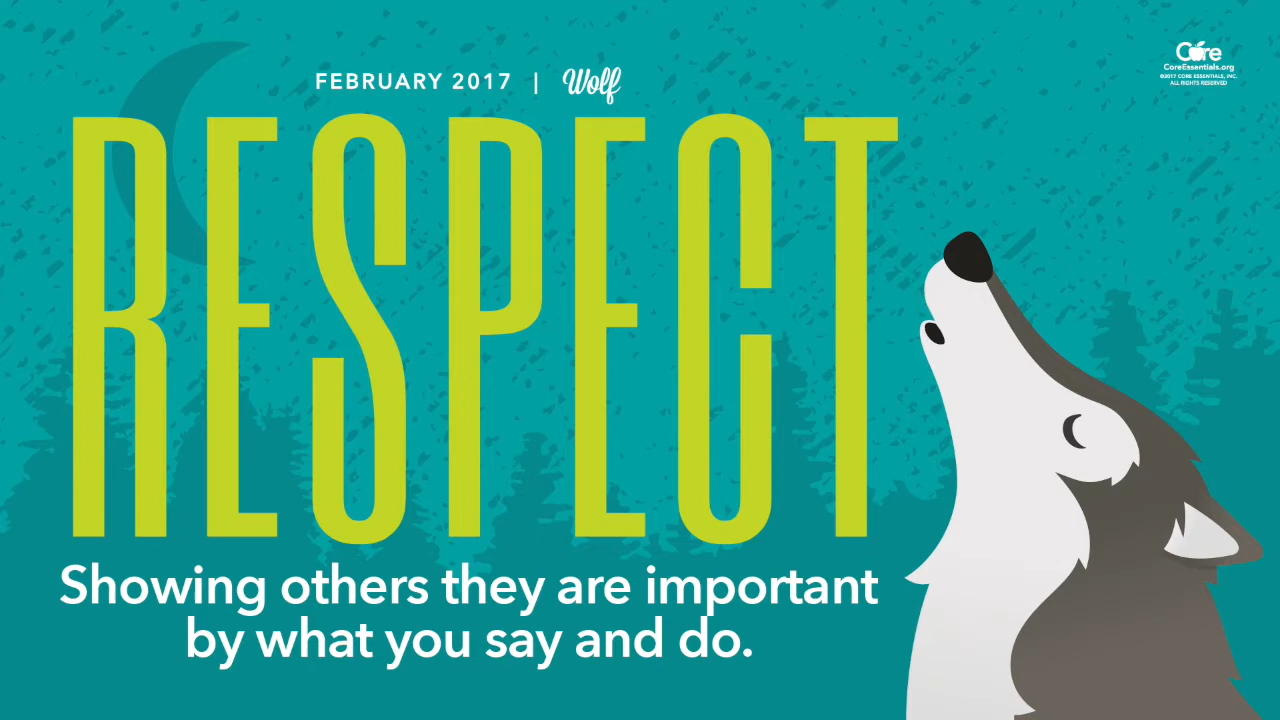 FEBRUARY 2017 | Wolf
RESPECT
Showing others they are important
by what you say and do.
Core
CoreEssentials.org
©2017 CORE ESSENTIALS, INC.
ALL RIGHTS RESERVED